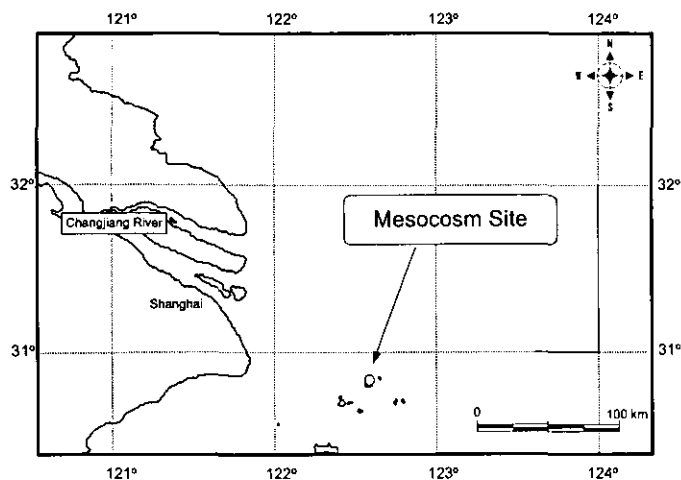 121° 122° 123° 124°
N
W E
S
32° 32°
Changjiang River
Mesocosm Site
Shanghai
31° 31°
0 100 km
121° 122° 123° 124°